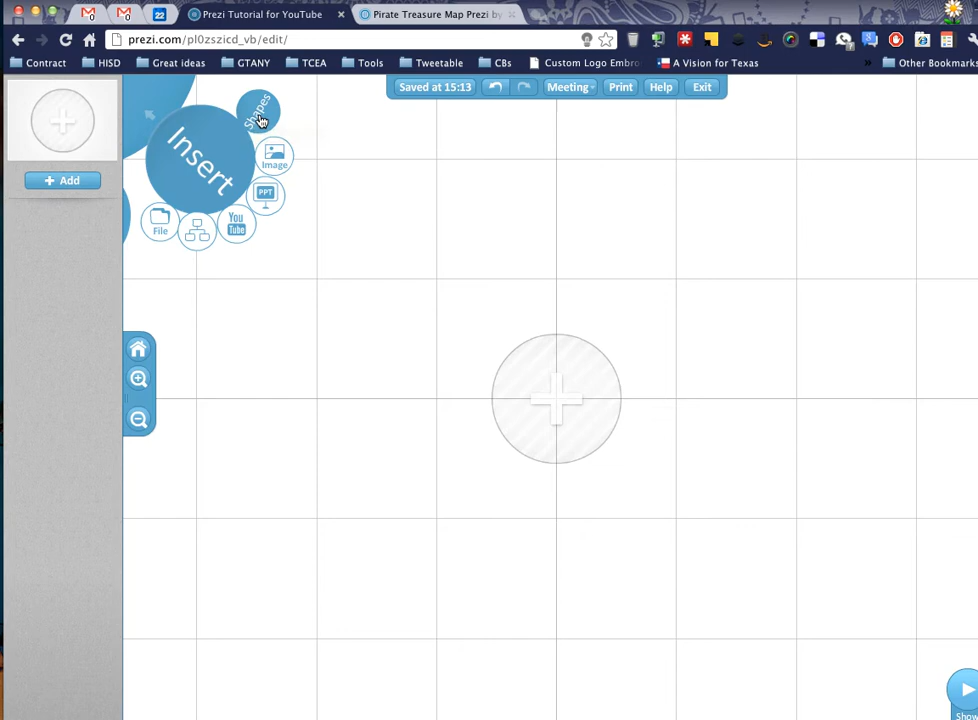 Prezi Tutorial for YouTube
Pirate Treasure Map Prezi by
22
prezi.com/pl0zszicd_vb/edit/
Contract
HISD
Great ideas
GTANY
TCEA
Tools
Tweetable
CBs
Custom Logo Embro
A Vision for Texas
Other Bookmarks
Saved at 15:13
Meeting
Print
Help
Exit
+ Add
Insert
Shapes
Image
PPT
You
Tube
File
Show